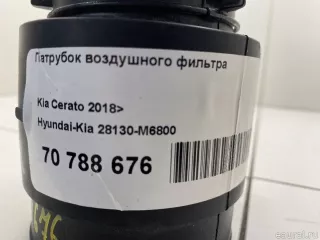 Патрубок воздушного фильтра
Kia Cerato 2018>
Hyundai-Kia 28130-M6800
70 788 676